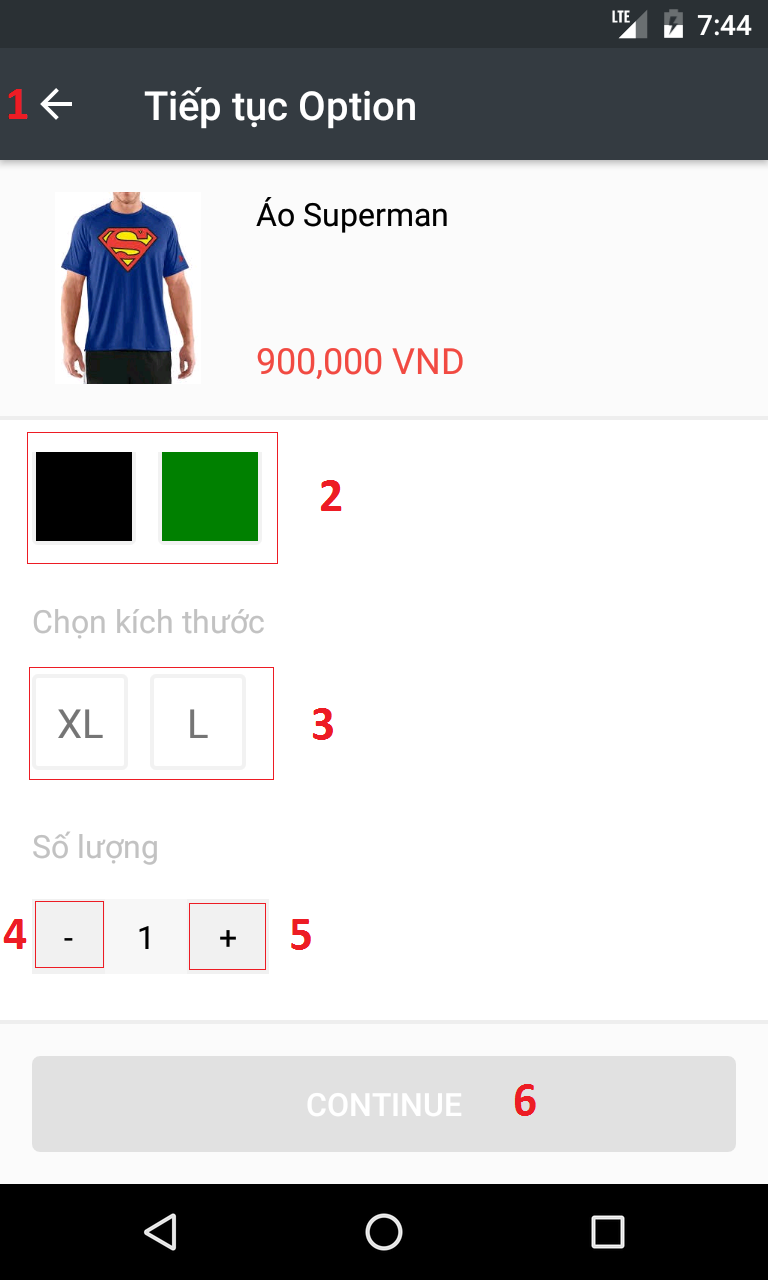 LTE 7:44
1 Tiếp tục Option
Áo Superman
900,000 VND
2
Chọn kích thước
XL L 3
Số lượng
4 - 1 + 5
CONTINUE 6